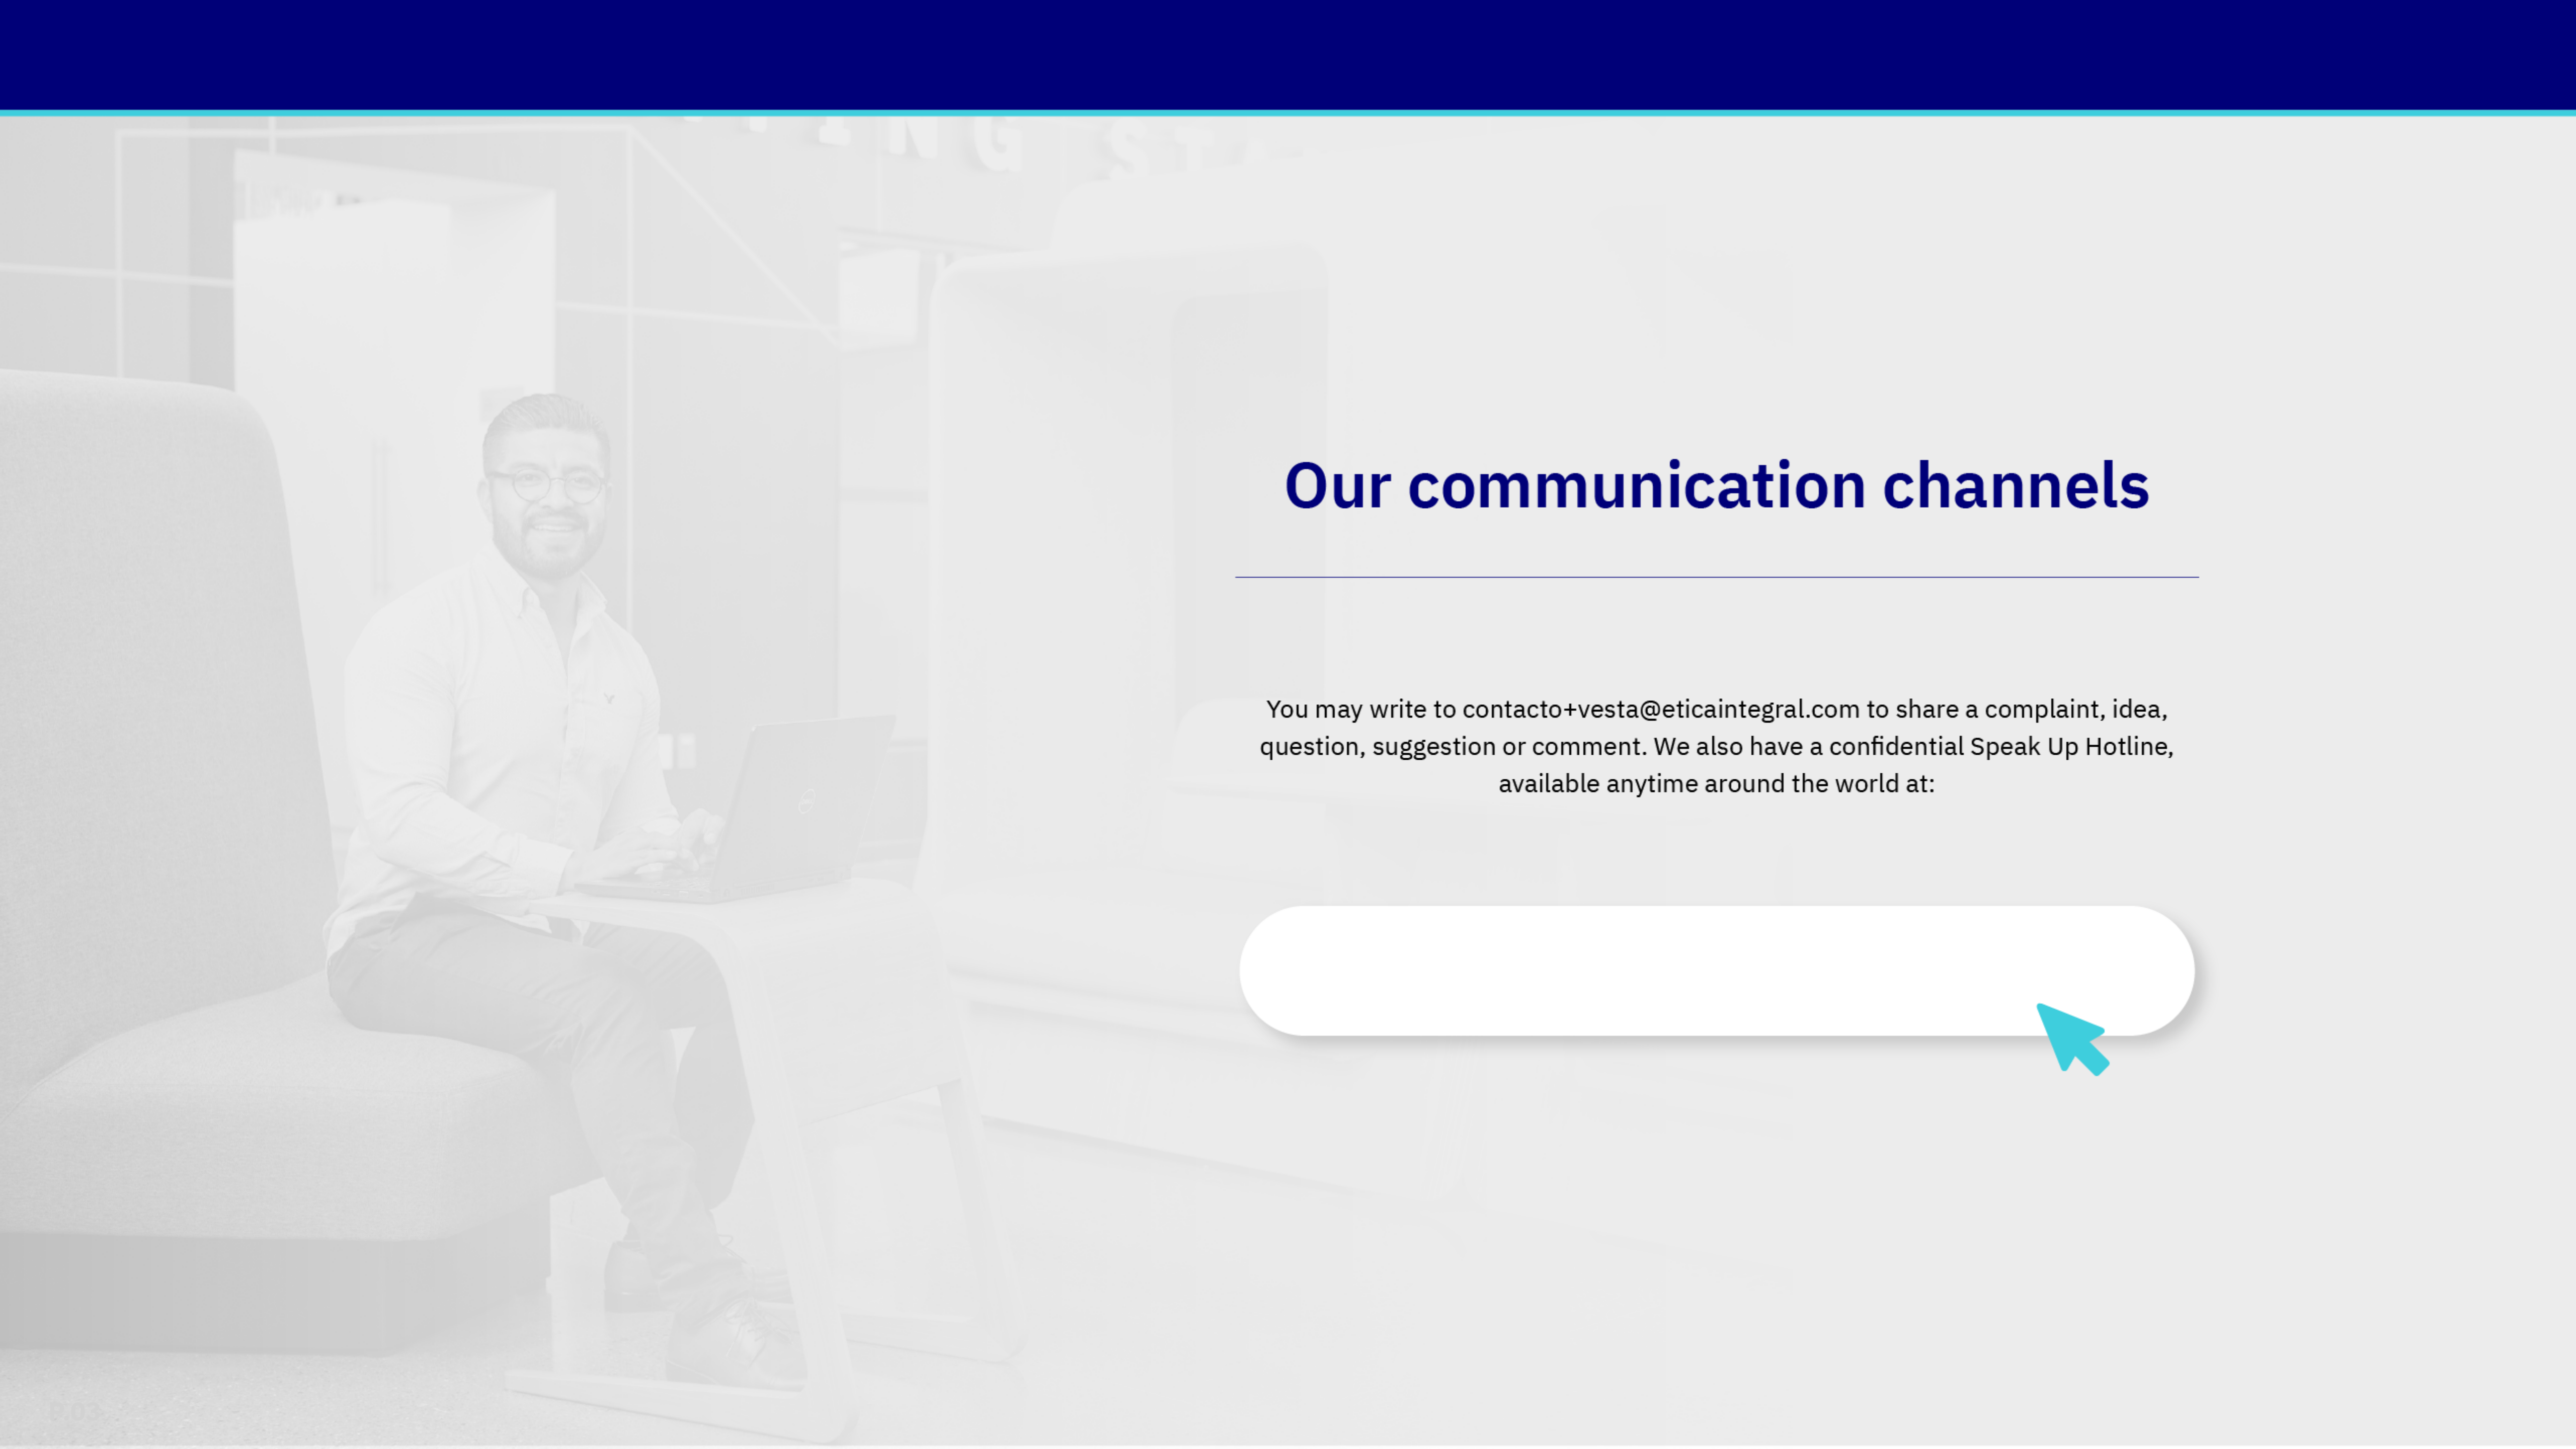 Our communication channels
You may write to contacto+vesta@eticaintegral.com to share a complaint, idea,
question, suggestion or comment. We also have a confidential Speak Up Hotline,
available anytime around the world at: